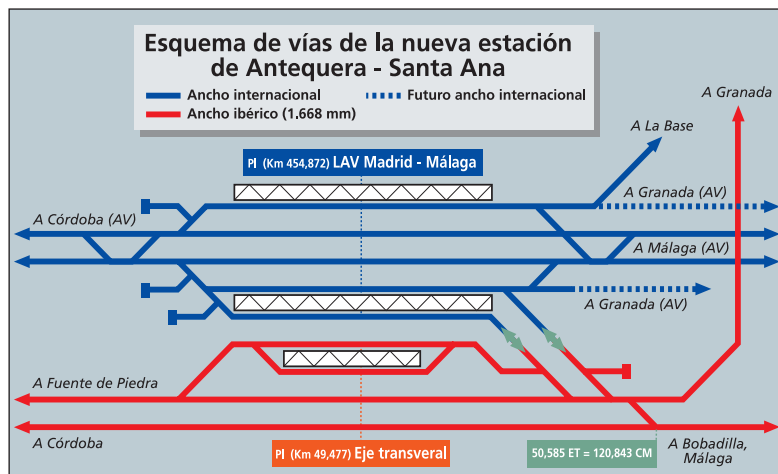 Esquema de vías de la nueva estación
de Antequera - Santa Ana
Ancho internacional
Futuro ancho internacional
Ancho ibérico (1.668 mm)
A Granada
A La Base
PI (Km 454,872) LAV Madrid - Málaga
A Granada (AV)
A Córdoba (AV)
A Málaga (AV)
A Granada (AV)
A Fuente de Piedra
A Córdoba
PI (Km 49,477) Eje transveral
50,585 ET = 120,843 CM
A Bobadilla,
Málaga